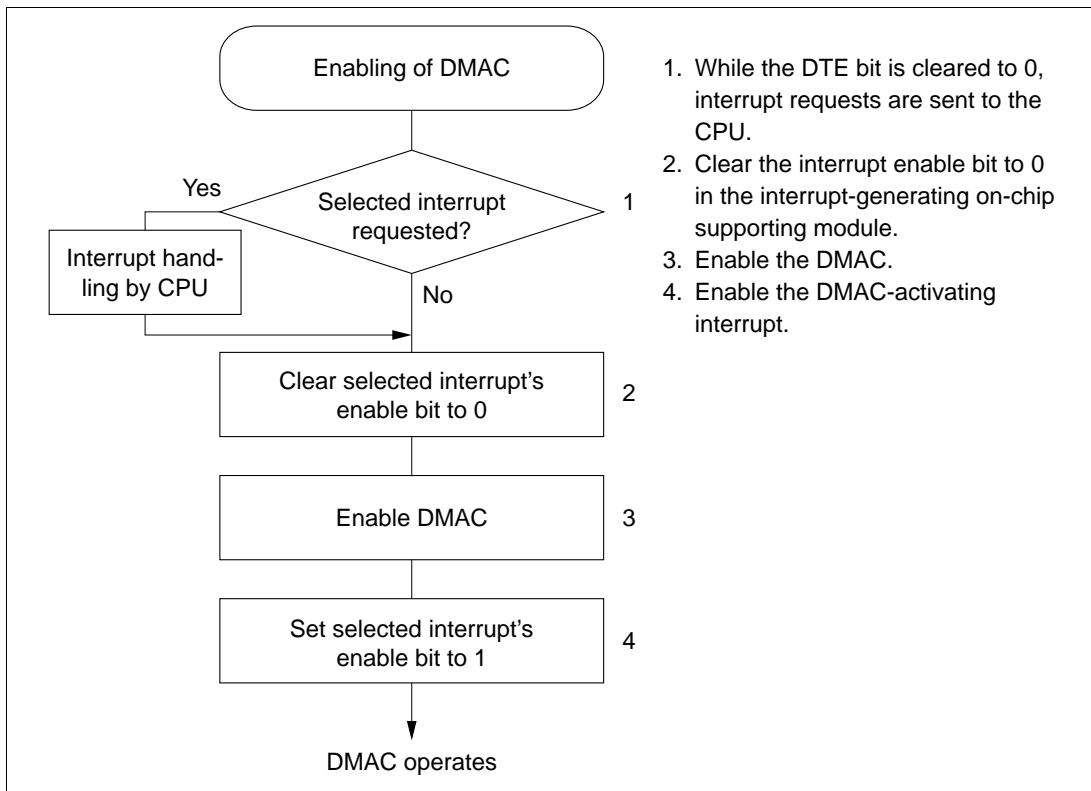 Enabling of DMAC
Yes
Selected interrupt
requested?
1
Interrupt hand-
ling by CPU
No
Clear selected interrupt's
enable bit to 0
2
Enable DMAC
3
Set selected interrupt's
enable bit to 1
4
DMAC operates
1. While the DTE bit is cleared to 0,
interrupt requests are sent to the
CPU.
2. Clear the interrupt enable bit to 0
in the interrupt-generating on-chip
supporting module.
3. Enable the DMAC.
4. Enable the DMAC-activating
interrupt.